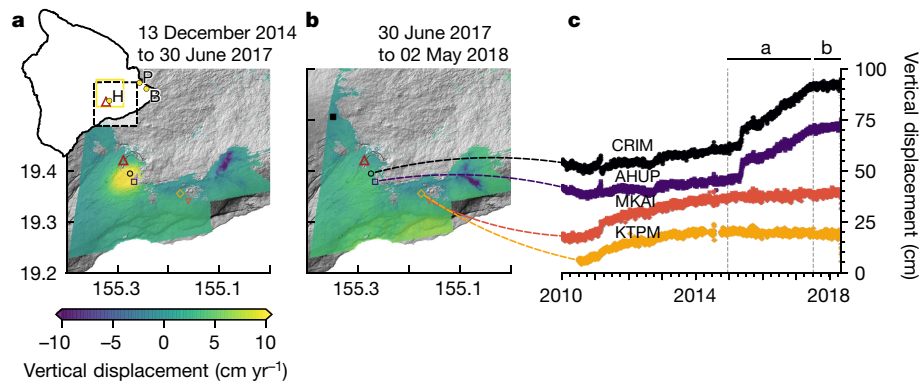 a
13 December 2014
to 30 June 2017
b
30 June 2017
to 02 May 2018
c
a
b
P
H
B
19.4
19.3
19.2
155.3
155.1
155.3
155.1
CRIM
AHUP
MKAI
KTPM
100
75
50
25
0
Vertical displacement (cm)
2010
2014
2018
−10
−5
0
5
10
Vertical displacement (cm yr−1)